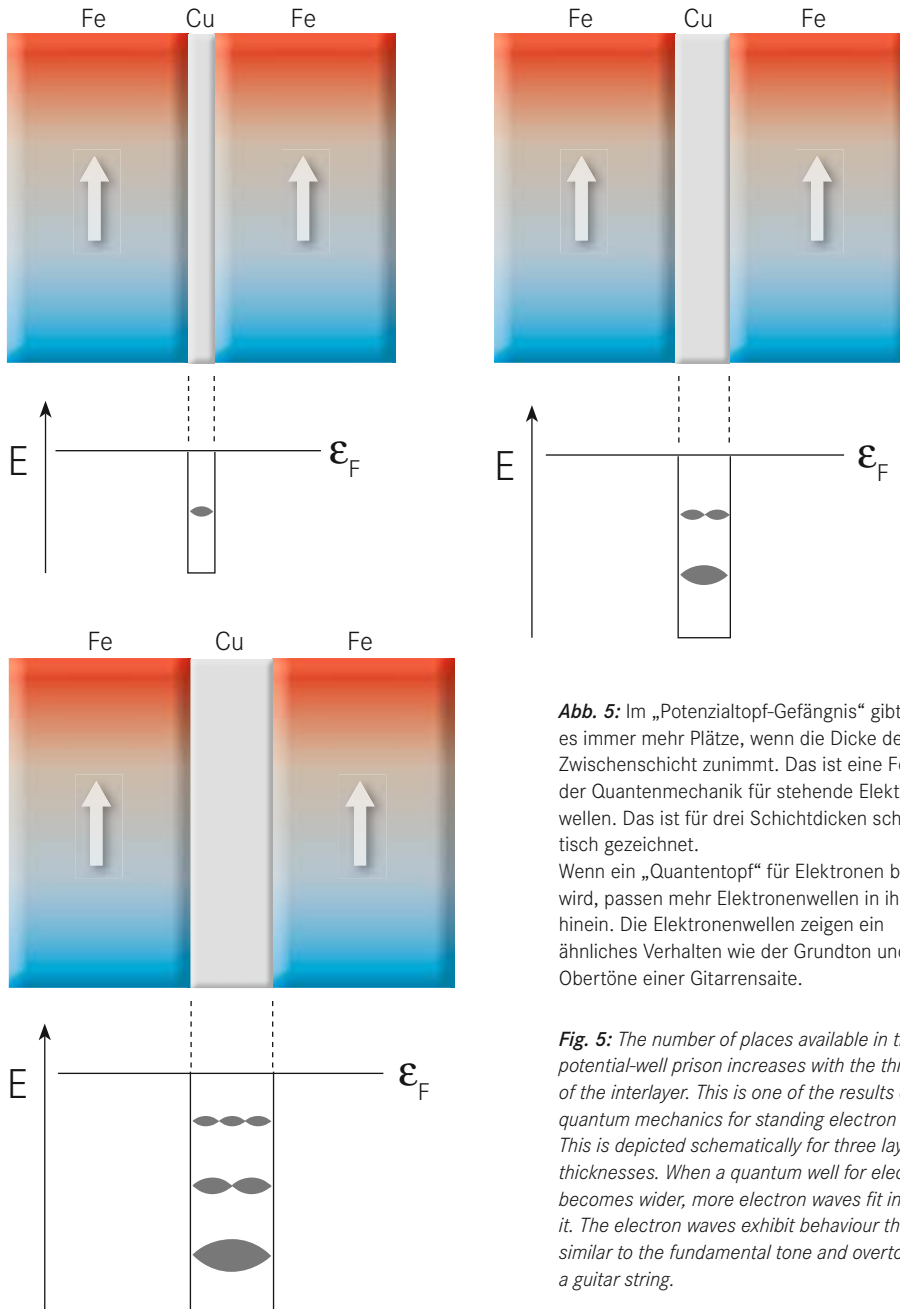 Fe Cu Fe
Fe Cu Fe
E
ε_F
E
ε_F
Fe Cu Fe
E
ε_F
Abb. 5: Im „Potenzialtopf-Gefängnis“ gibt
es immer mehr Plätze, wenn die Dicke de
Zwischenschicht zunimmt. Das ist eine Fo
der Quantenmechanik für stehende Elekt
wellen. Das ist für drei Schichtdicken sch
tisch gezeichnet.
Wenn ein „Quantentopf“ für Elektronen b
wird, passen mehr Elektronenwellen in ih
hinein. Die Elektronenwellen zeigen ein
ähnliches Verhalten wie der Grundton und
Obertöne einer Gitarrensaite.
Fig. 5: The number of places available in t
potential-well prison increases with the thi
of the interlayer. This is one of the results
quantum mechanics for standing electron
This is depicted schematically for three lay
thicknesses. When a quantum well for elec
becomes wider, more electron waves fit in
it. The electron waves exhibit behaviour th
similar to the fundamental tone and overto
a guitar string.